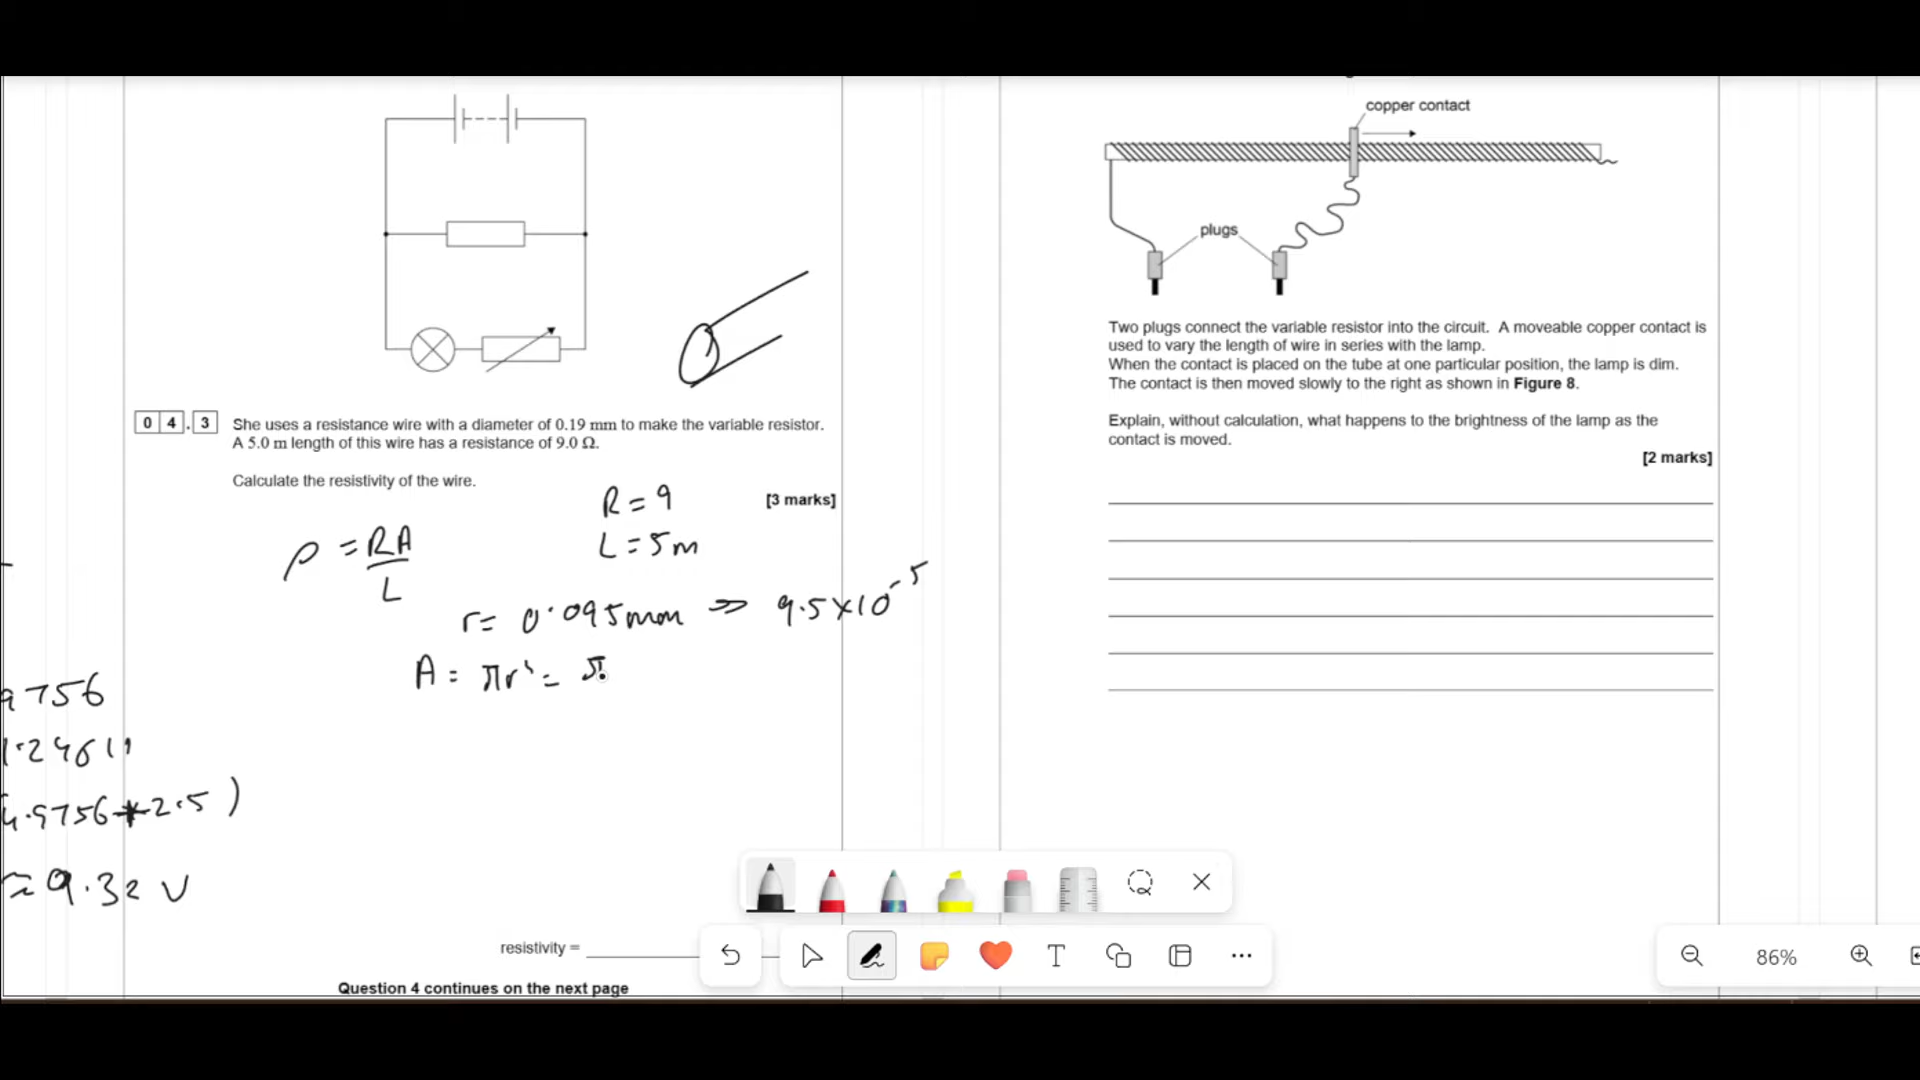 04.3 She uses a resistance wire with a diameter of 0.19 mm to make the variable resistor.
A 5.0 m length of this wire has a resistance of 9.0 Ω.
Calculate the resistivity of the wire.
[3 marks]
R = 9
L = 5m
ρ = RA
L
r = 0.095mm ⇒ 9.5×10⁻⁵
A = πr² = π
9756
1.24611
4.9756*2.5 )
≈ 9.32 V
resistivity =
Question 4 continues on the next page
copper contact
plugs
Two plugs connect the variable resistor into the circuit. A moveable copper contact is
used to vary the length of wire in series with the lamp.
When the contact is placed on the tube at one particular position, the lamp is dim.
The contact is then moved slowly to the right as shown in Figure 8.
Explain, without calculation, what happens to the brightness of the lamp as the
contact is moved.
[2 marks]
86%